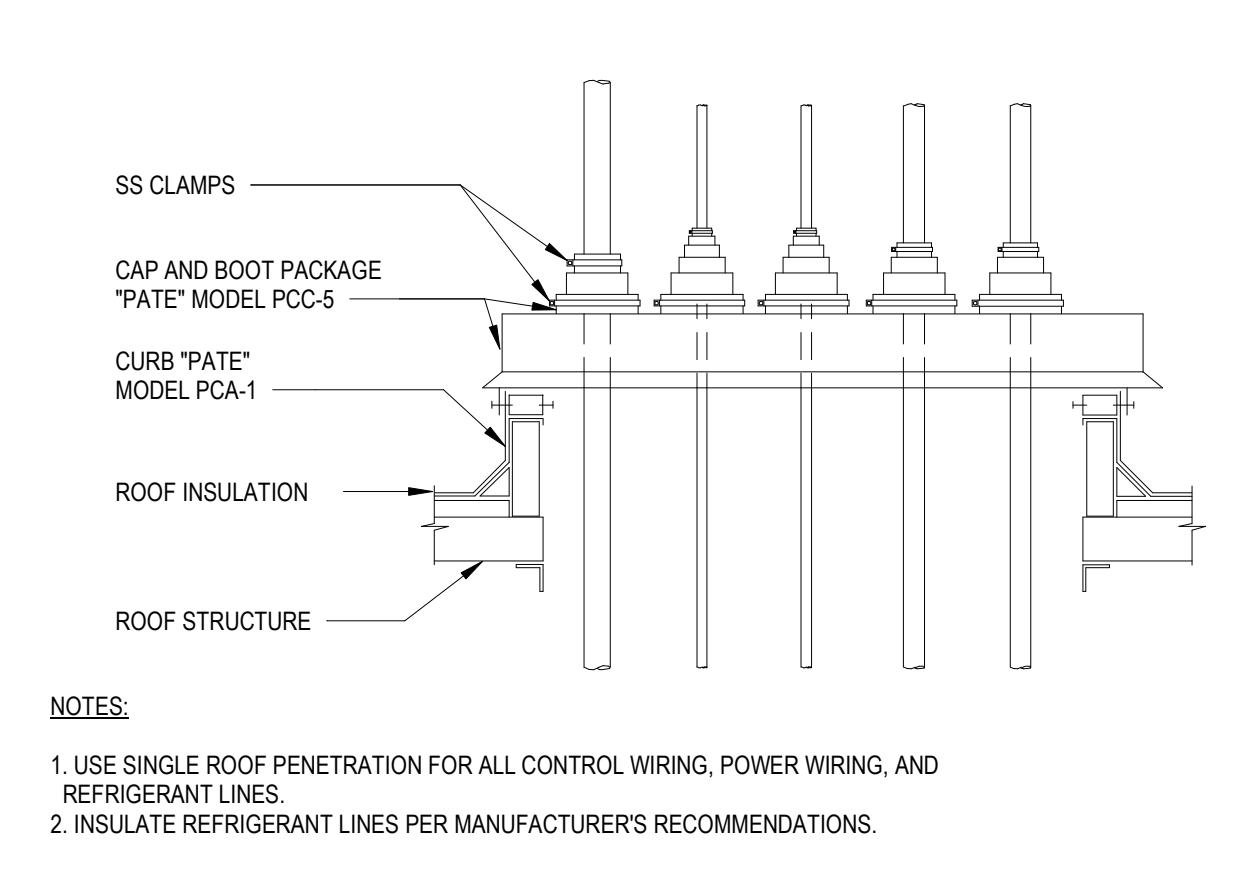 SS CLAMPS
CAP AND BOOT PACKAGE
"PATE" MODEL PCC-5
CURB "PATE"
MODEL PCA-1
ROOF INSULATION
ROOF STRUCTURE
NOTES:
1. USE SINGLE ROOF PENETRATION FOR ALL CONTROL WIRING, POWER WIRING, AND
REFRIGERANT LINES.
2. INSULATE REFRIGERANT LINES PER MANUFACTURER'S RECOMMENDATIONS.